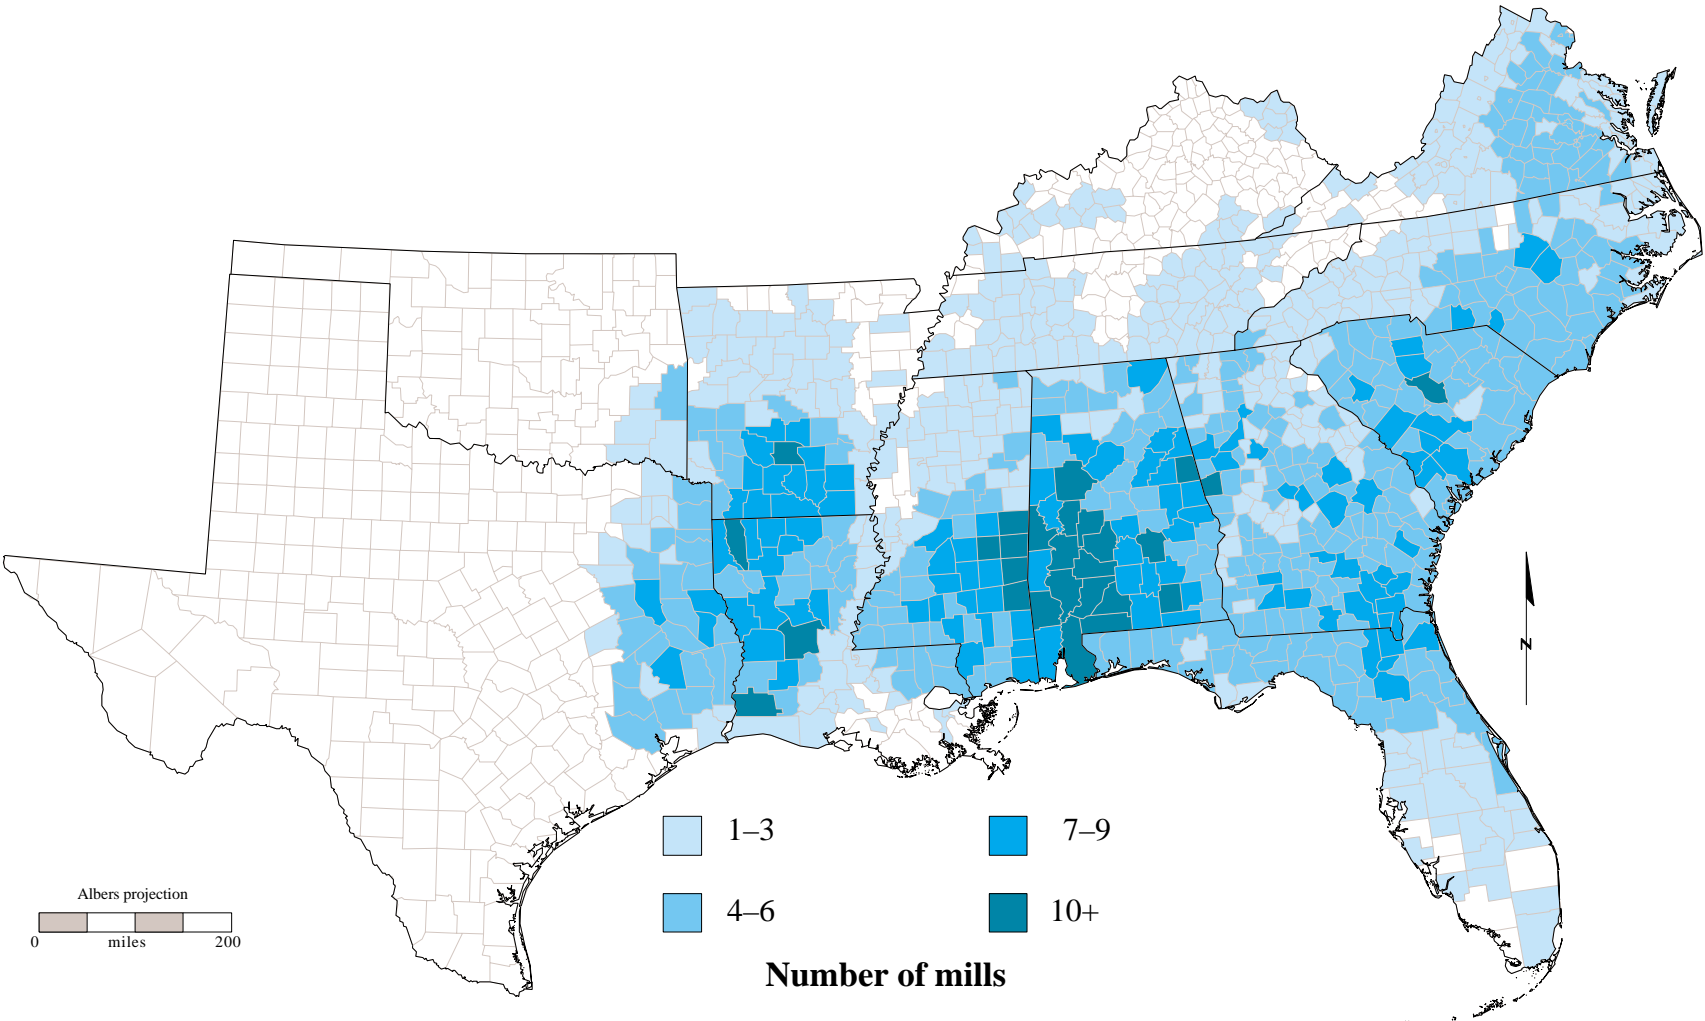 N
1–3
7–9
4–6
10+
Number of mills
Albers projection
0 miles 200